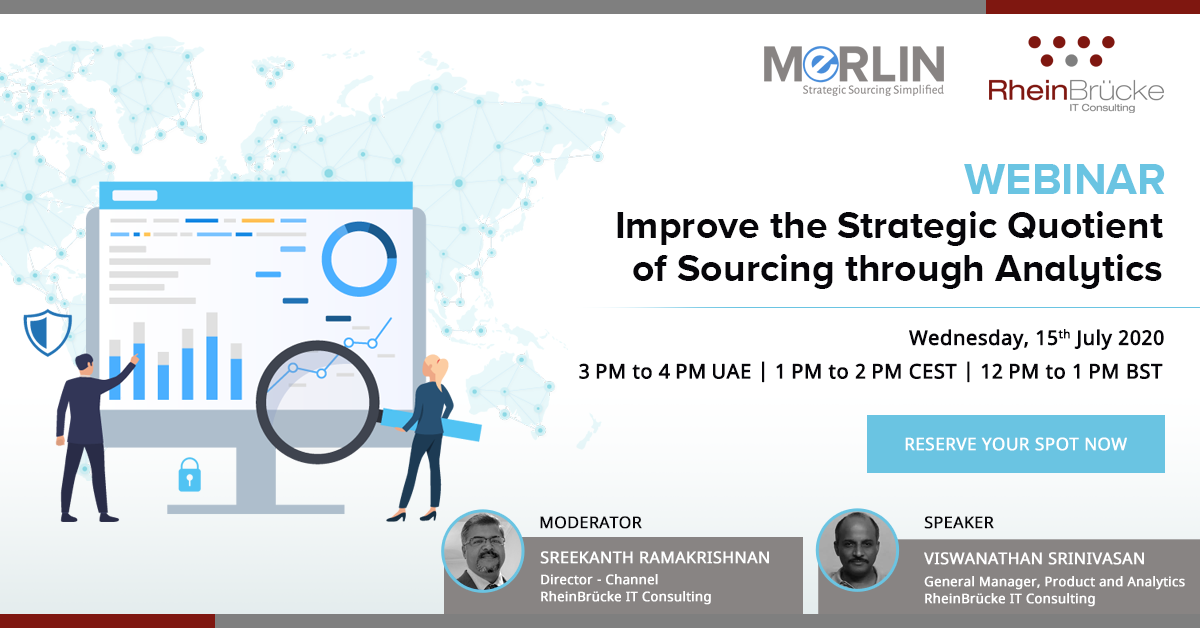 MeRLIN
Strategic Sourcing Simplified
RheinBrücke
IT Consulting
WEBINAR
Improve the Strategic Quotient
of Sourcing through Analytics
Wednesday, 15th July 2020
3 PM to 4 PM UAE | 1 PM to 2 PM CEST | 12 PM to 1 PM BST
RESERVE YOUR SPOT NOW
MODERATOR
SREEKANTH RAMAKRISHNAN
Director - Channel
RheinBrücke IT Consulting
SPEAKER
VISWANATHAN SRINIVASAN
General Manager, Product and Analytics
RheinBrücke IT Consulting